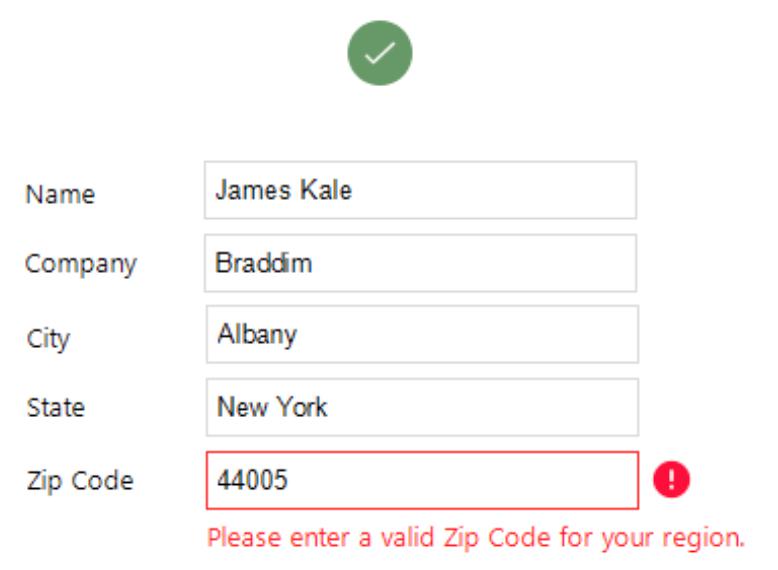 Name James Kale
Company Braddim
City Albany
State New York
Zip Code 44005
Please enter a valid Zip Code for your region.